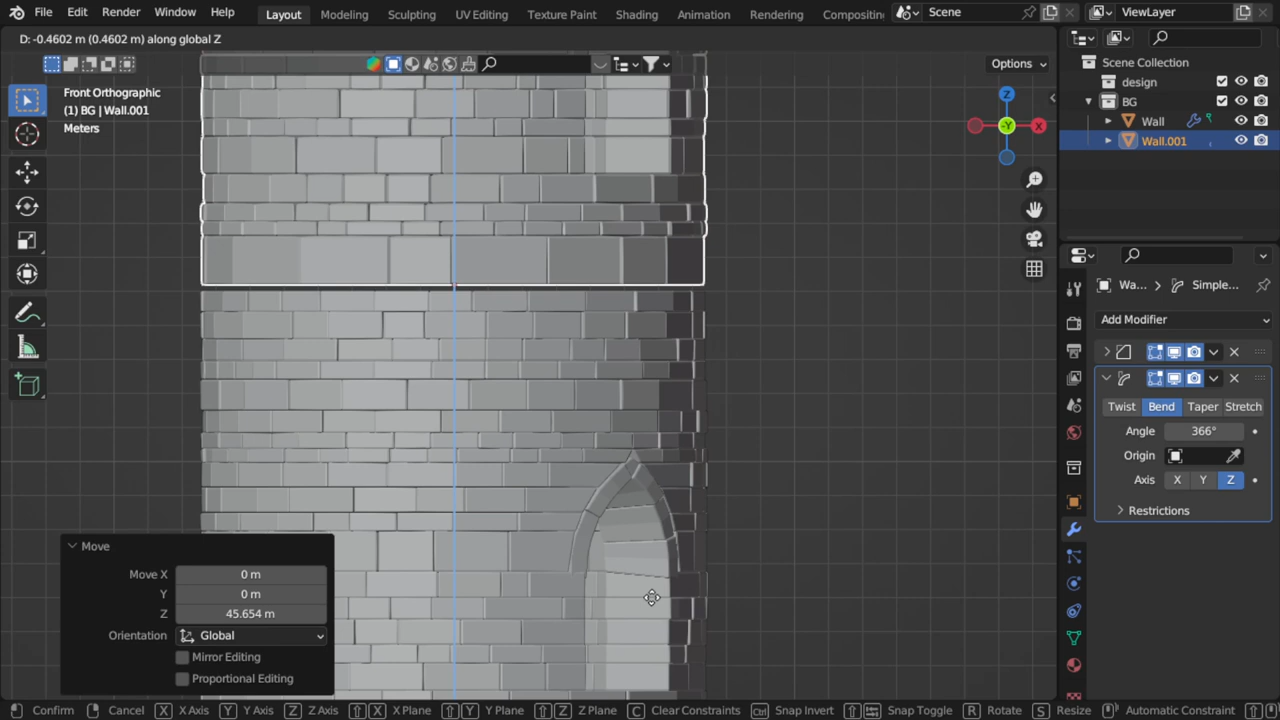 File Edit Render Window Help Layout Modeling Sculpting UV Editing Texture Paint Shading Animation Rendering Compositinc Scene ViewLayer
D: -0.4602 m (0.4602 m) along global Z
Options
Front Orthographic
(1) BG | Wall.001
Meters
Z
-Y
X
Scene Collection
design
BG
Wall
Wall.001
Wa... > Simple...
Add Modifier
Twist Bend Taper Stretch
Angle 366°
Origin
Axis X Y Z
Restrictions
Move
Move X 0 m
Y 0 m
Z 45.654 m
Orientation Global
Mirror Editing
Proportional Editing
Confirm Cancel X X Axis Y Y Axis Z Z Axis X X Plane Y Y Plane Z Z Plane C Clear Constraints Ctrl Snap Invert Snap Toggle R Rotate S Resize Automatic Constraint